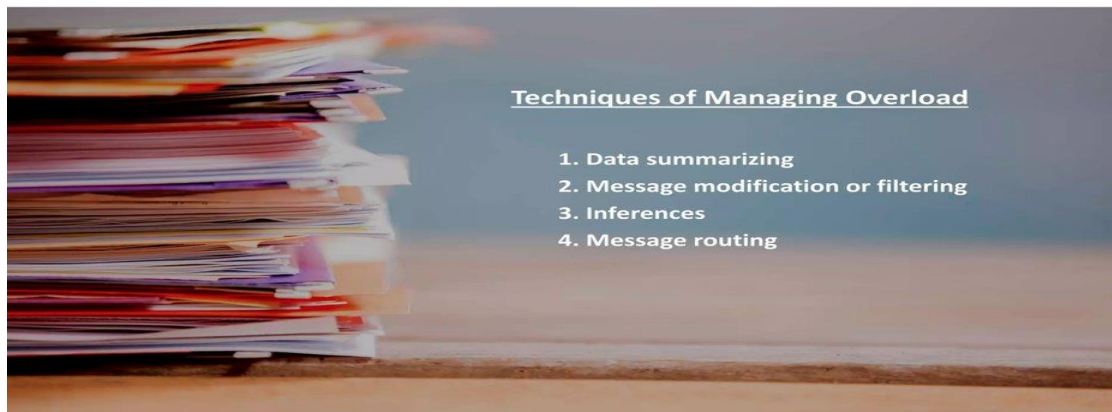 Techniques of Managing Overload
1. Data summarizing
2. Message modification or filtering
3. Inferences
4. Message routing